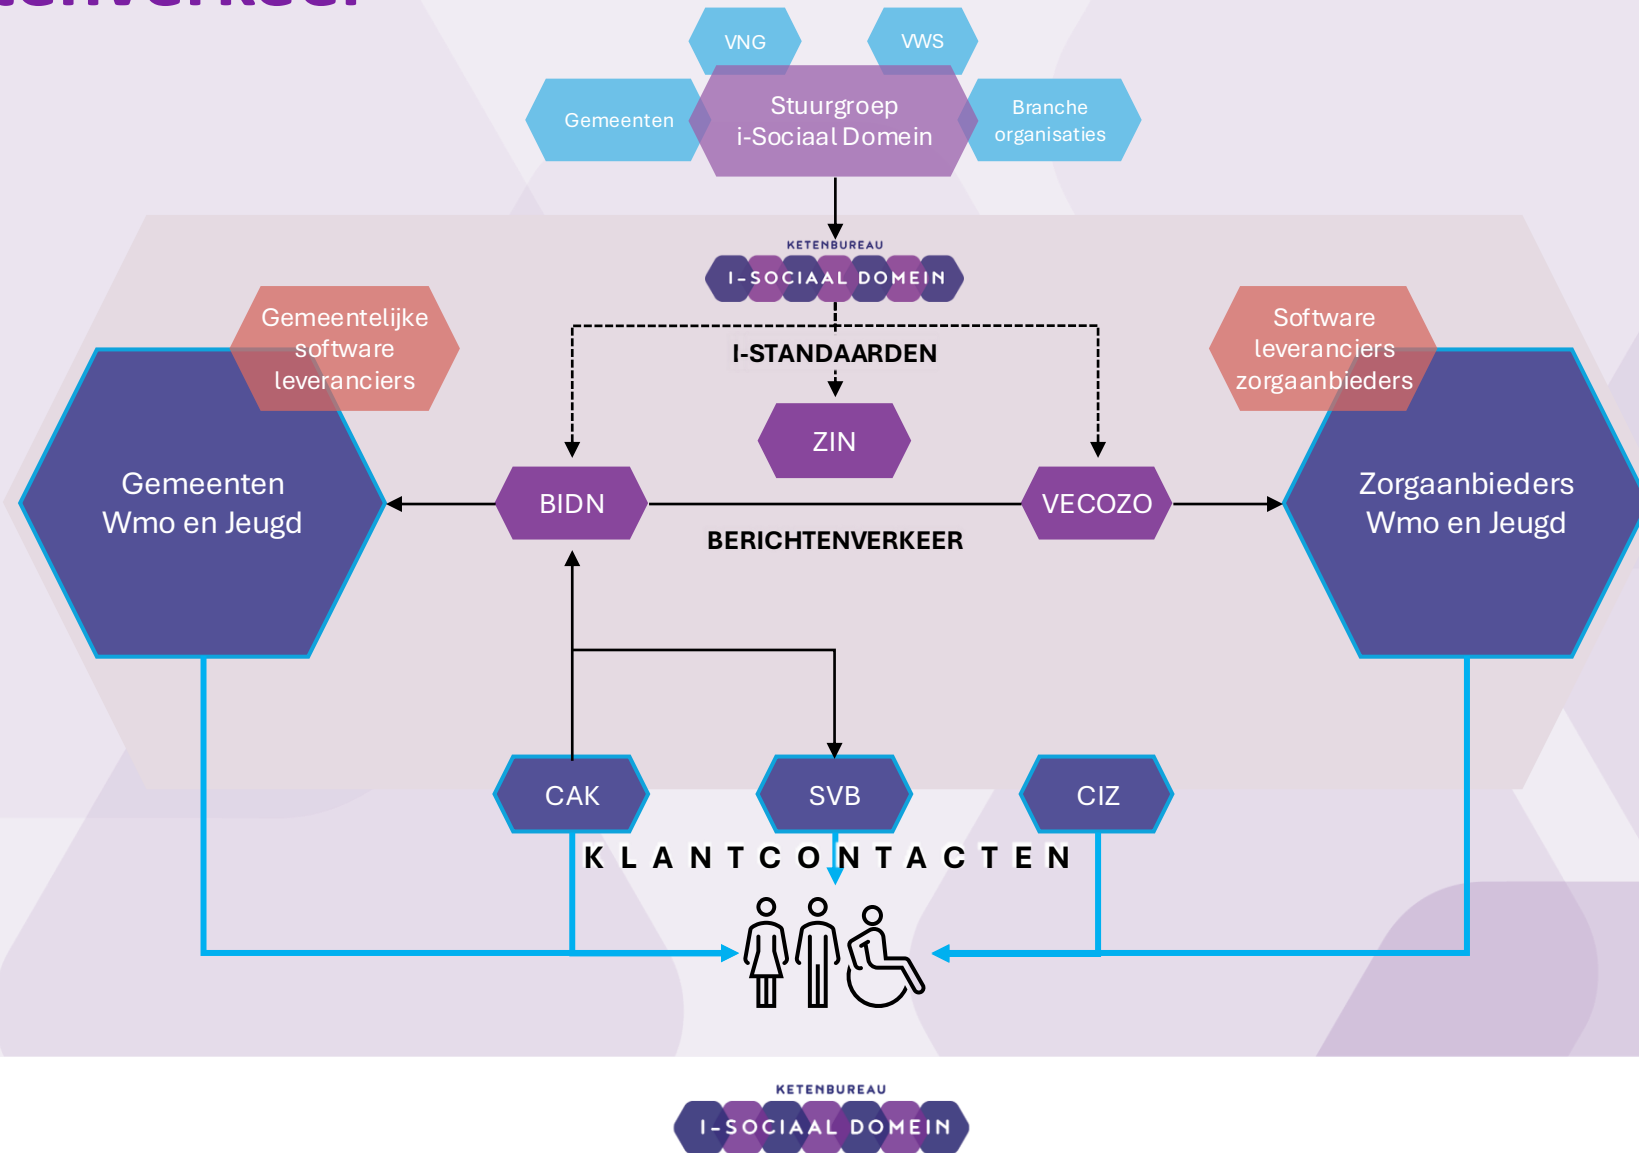 VNG
VWS
Gemeenten
Stuurgroep
i-Sociaal Domein
Branche
organisaties
KETENBUREAU
I-SOCIAAL DOMEIN
Gemeentelijke
software
leveranciers
I-STANDAARDEN
Software
leveranciers
zorgaanbieders
ZIN
Gemeenten
Wmo en Jeugd
BIDN
VECOZO
Zorgaanbieders
Wmo en Jeugd
BERICHTENVERKEER
CAK
SVB
CIZ
KLANTCONTACTEN
KETENBUREAU
I-SOCIAAL DOMEIN